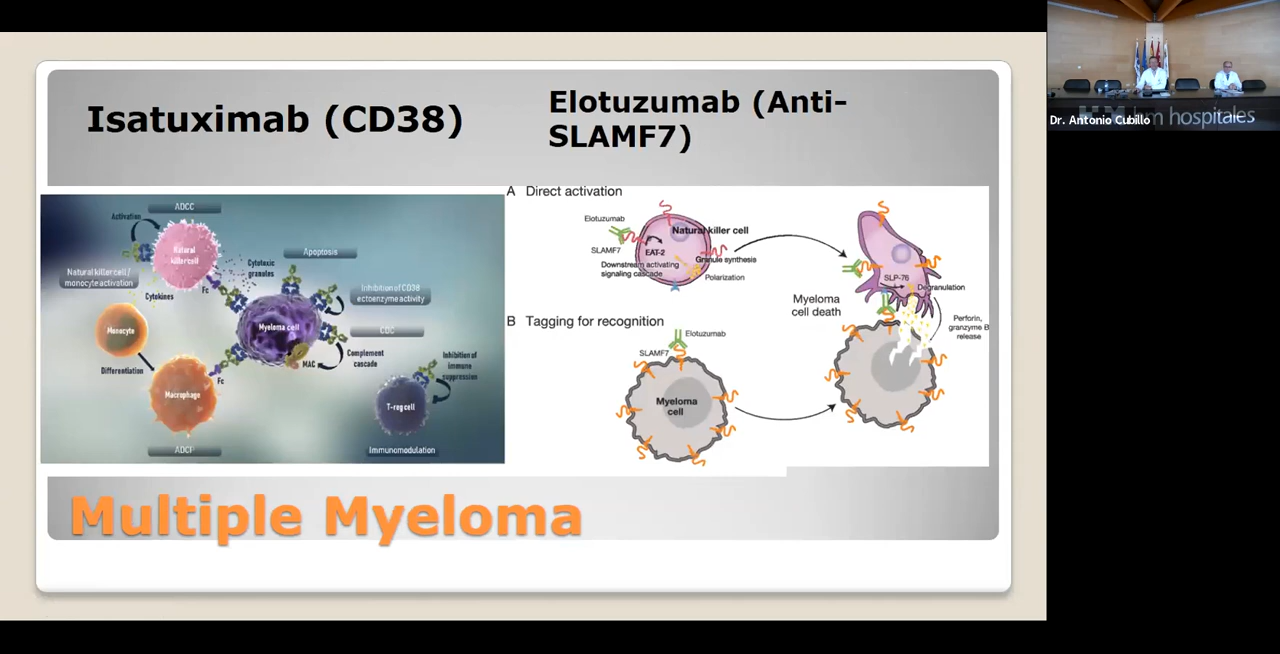 Isatuximab (CD38)
Elotuzumab (Anti-
SLAMF7)
ADCC
Activation
Natural
killer cell
Natural killer cell /
monocyte activation
Cytokines
Fc
Cytotoxic
granules
Apoptosis
Inhibition of CD38
ectoenzyme activity
Myeloma cell
CDC
MAC
Complement
cascade
Monocyte
Differentiation
Fc
Macrophage
ADCP
Inhibition of
immune
suppression
T-reg cell
Immunomodulation
A Direct activation
Elotuzumab
SLAMF7
Natural killer cell
EAT-2
Downstream activating
signaling cascade
Granule synthesis
Polarization
SLP-76
Degranulation
Myeloma
cell death
Perforin,
granzyme B
release
B Tagging for recognition
Elotuzumab
SLAMF7
Myeloma
cell
Multiple Myeloma
hm hospitales
Dr. Antonio Cubillo